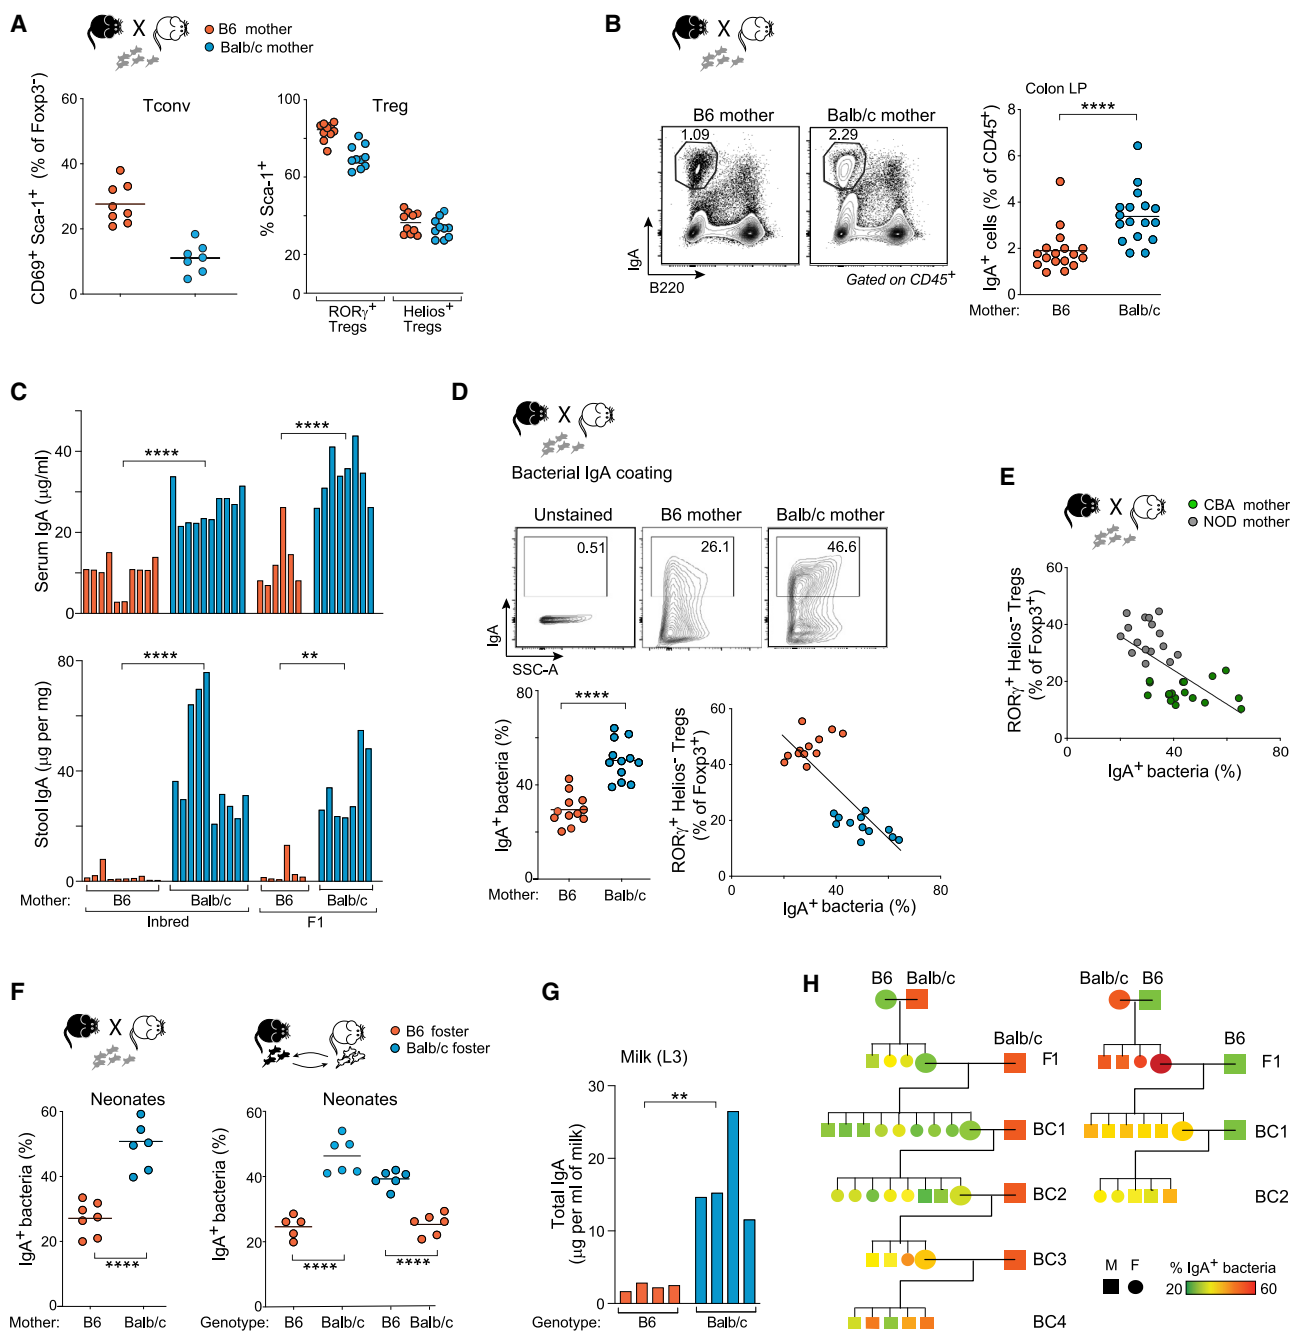 A
X
B6 mother
Balb/c mother
CD69+ Sca-1+ (% of Foxp3-)
60
40
20
0
Tconv
% Sca-1+
100
80
60
40
20
0
Treg
RORγ+
Tregs
Helios+
Tregs
B
X
B6 mother
Balb/c mother
1.09
2.29
IgA
B220
Gated on CD45+
Colon LP
****
IgA+ cells (% of CD45+)
8
6
4
2
0
Mother:
B6
Balb/c
C
Serum IgA (µg/ml)
40
20
0
****
****
Stool IgA (µg per mg)
80
40
0
****
**
Mother:
B6
Balb/c
B6
Balb/c
Inbred
F1
D
X
Bacterial IgA coating
Unstained
B6 mother
Balb/c mother
0.51
26.1
46.6
IgA
SSC-A
IgA+ bacteria (%)
80
40
0
****
Mother:
B6
Balb/c
RORγ+ Helios- Tregs
(% of Foxp3+)
60
40
20
0
0
40
80
IgA+ bacteria (%)
E
X
CBA mother
NOD mother
RORγ+ Helios- Tregs
(% of Foxp3+)
60
40
20
0
0
40
80
IgA+ bacteria (%)
F
X
B6 foster
Balb/c foster
Neonates
IgA+ bacteria (%)
60
40
20
0
****
Mother:
B6
Balb/c
Neonates
IgA+ bacteria (%)
60
40
20
0
****
****
Genotype:
B6
Balb/c
B6
Balb/c
G
Milk (L3)
**
Total IgA
(µg per ml of milk)
30
20
10
0
Genotype:
B6
Balb/c
H
B6
Balb/c
Balb/c
B6
Balb/c
F1
B6
F1
BC1
BC1
BC2
BC2
BC3
BC4
M
F
% IgA+ bacteria
20
60